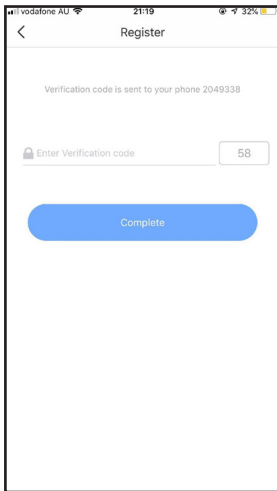 vodafone AU 21:19 32%
Register
Verification code is sent to your phone 2049338
Enter Verification code 58
Complete